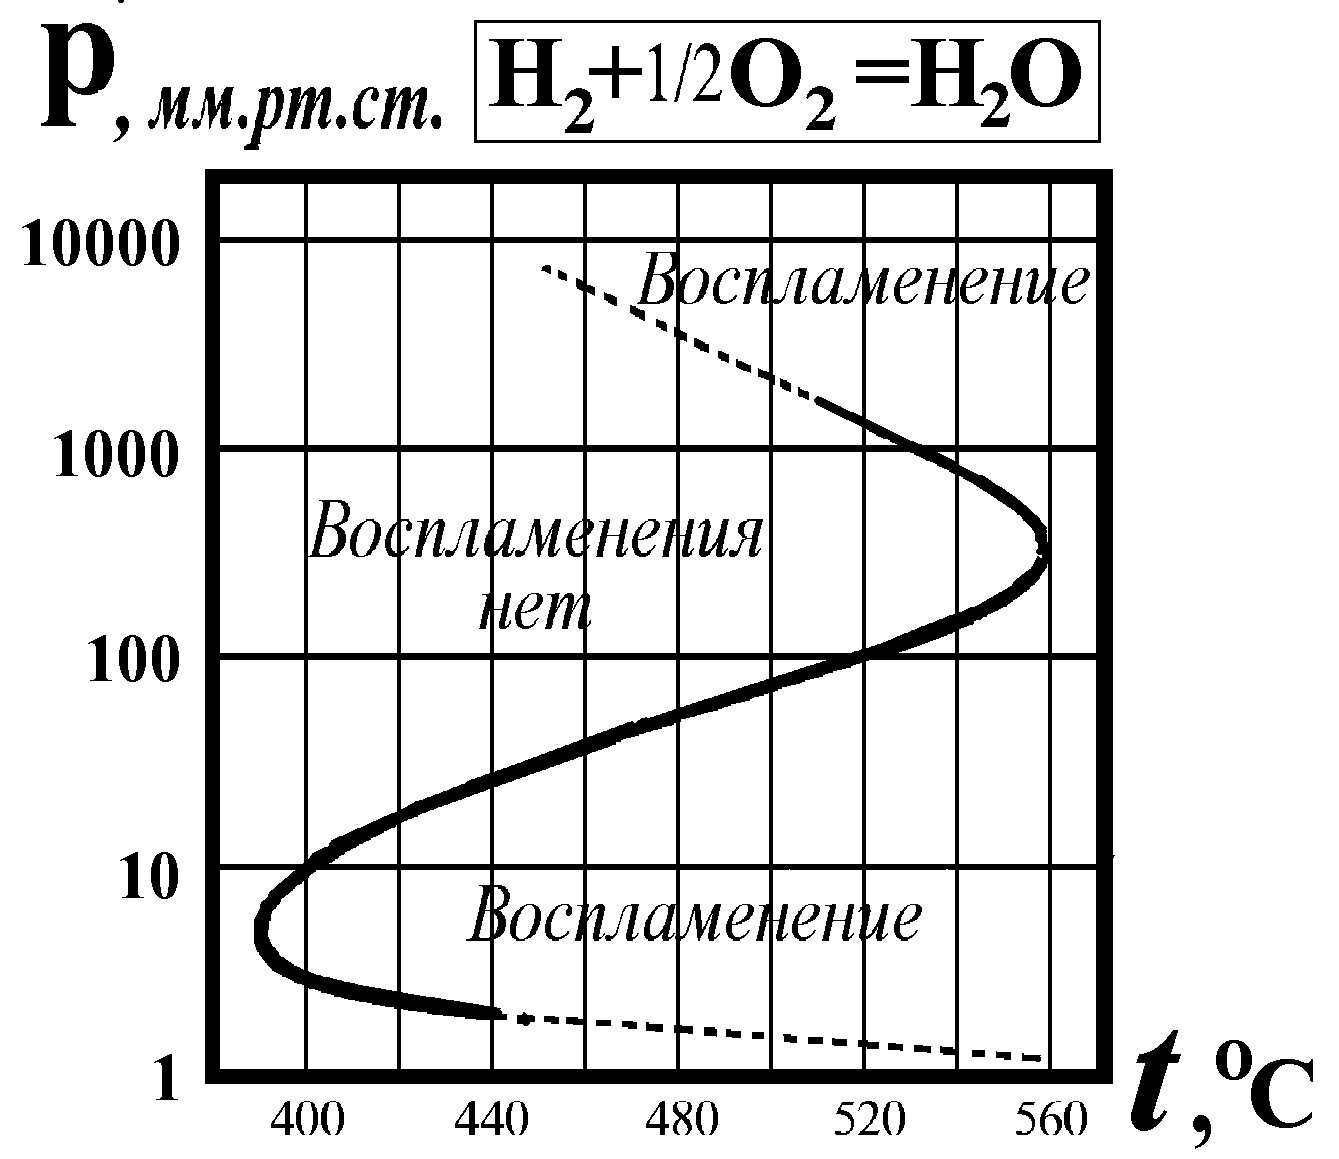 p, мм.рт.ст.
H₂+1/2O₂ =H₂O
10000
Воспламенение
1000
Воспламенения
нет
100
10
Воспламенение
1
400 440 480 520 560
t, ºC